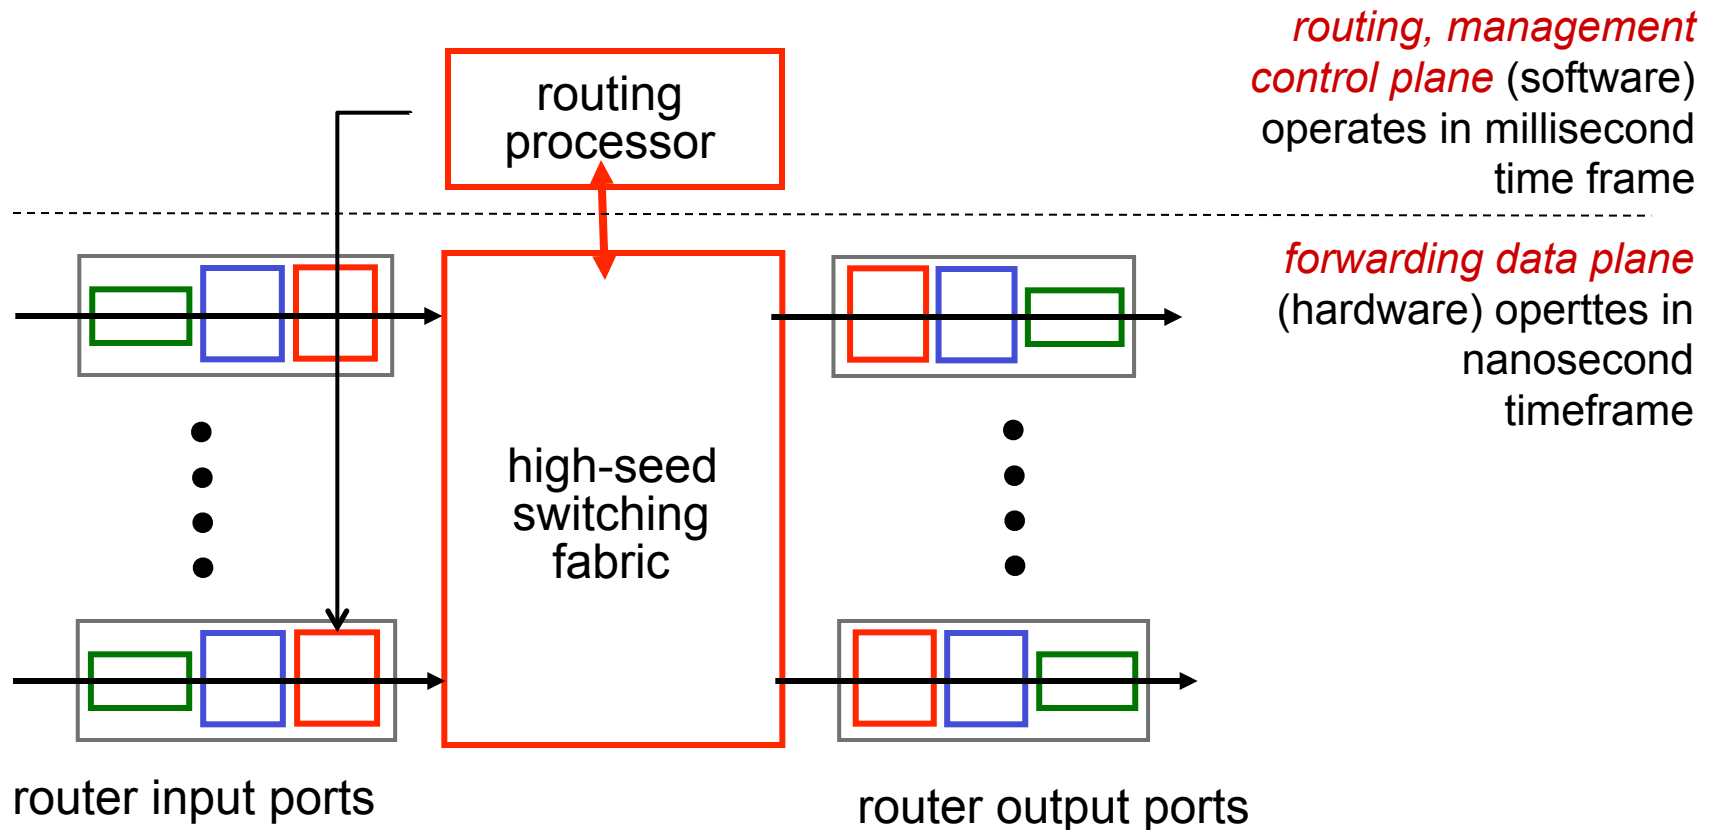 routing, management
control plane (software)
operates in millisecond
time frame
routing
processor
forwarding data plane
(hardware) operttes in
nanosecond
timeframe
high-seed
switching
fabric
router input ports
router output ports